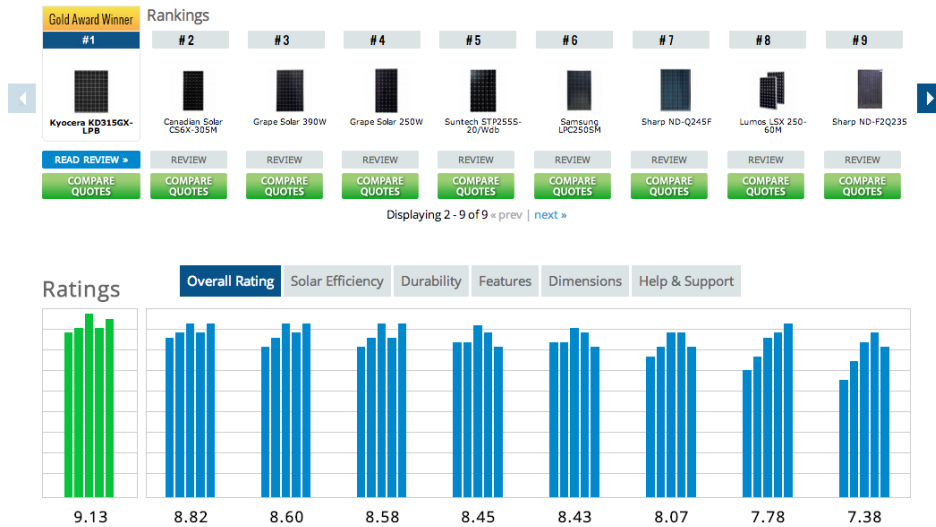 Gold Award Winner
Rankings
#1
#2
#3
#4
#5
#6
#7
#8
#9
Kyocera KD315GX-
LPB
Canadian Solar
CS6X-305M
Grape Solar 390W
Grape Solar 250W
Suntech STP255S-
20/Wdb
Samsung
LPC250SM
Sharp ND-Q245F
Lumos LSX 250-
60M
Sharp ND-F2Q235
READ REVIEW »
REVIEW
REVIEW
REVIEW
REVIEW
REVIEW
REVIEW
REVIEW
REVIEW
COMPARE
QUOTES
COMPARE
QUOTES
COMPARE
QUOTES
COMPARE
QUOTES
COMPARE
QUOTES
COMPARE
QUOTES
COMPARE
QUOTES
COMPARE
QUOTES
COMPARE
QUOTES
Displaying 2 - 9 of 9 « prev | next »
Ratings
Overall Rating
Solar Efficiency
Durability
Features
Dimensions
Help & Support
9.13
8.82
8.60
8.58
8.45
8.43
8.07
7.78
7.38